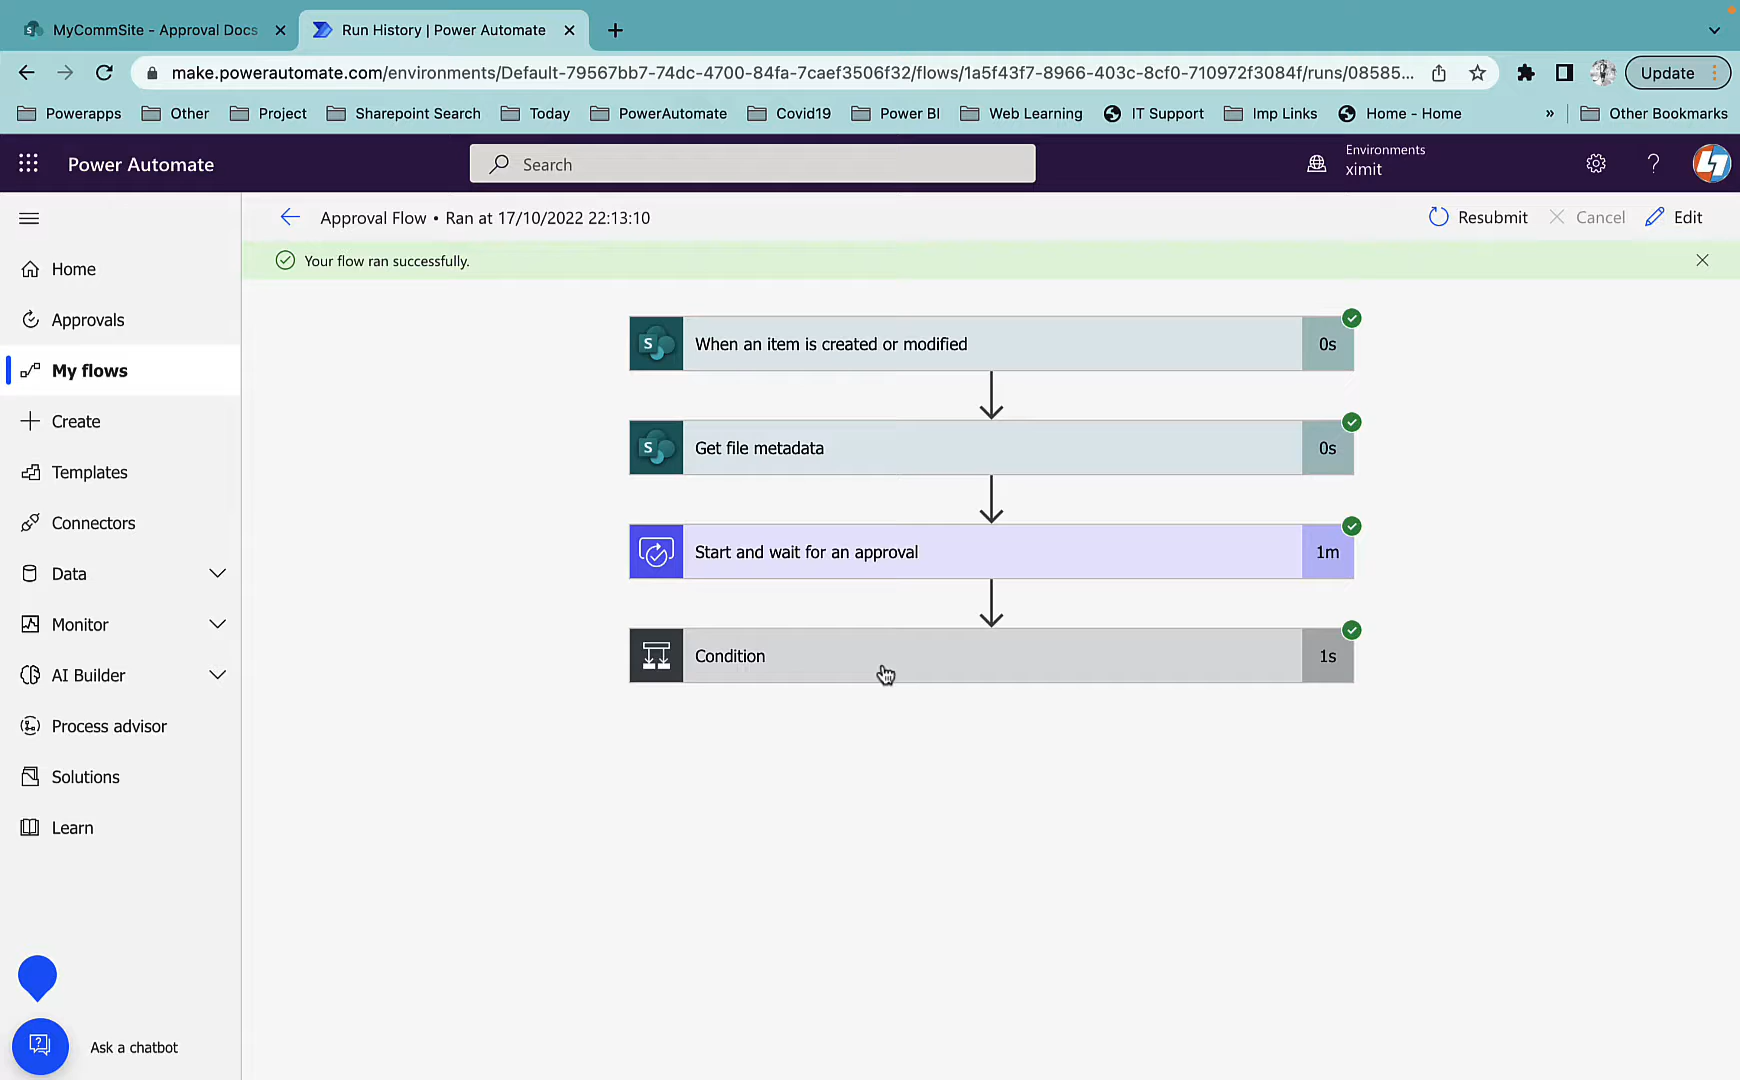 MyCommSite - Approval Docs
Run History | Power Automate
make.powerautomate.com/environments/Default-79567bb7-74dc-4700-84fa-7caef3506f32/flows/1a5f43f7-8966-403c-8cf0-710972f3084f/runs/08585...
Update
Powerapps
Other
Project
Sharepoint Search
Today
PowerAutomate
Covid19
Power BI
Web Learning
IT Support
Imp Links
Home - Home
»
Other Bookmarks
Power Automate
Search
Environments
ximit
?
Approval Flow • Ran at 17/10/2022 22:13:10
Resubmit
Cancel
Edit
Your flow ran successfully.
Home
Approvals
My flows
Create
Templates
Connectors
Data
Monitor
AI Builder
Process advisor
Solutions
Learn
Ask a chatbot
S
When an item is created or modified
0s
S
Get file metadata
0s
Start and wait for an approval
1m
Condition
1s